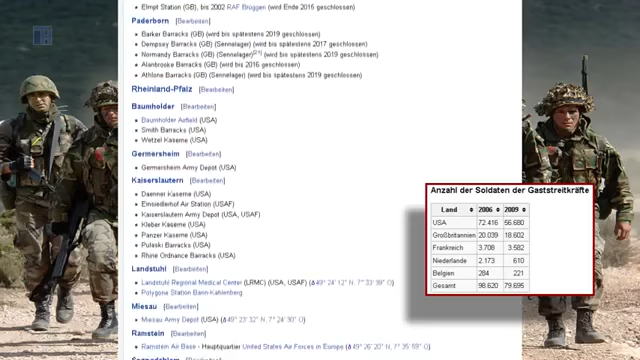 Elmpt Station (GB), bis 2002 RAF Brüggen (wird Ende 2016 geschlossen)
Paderborn [Bearbeiten]
Barker Barracks (GB) (wird bis spätestens 2019 geschlossen)
Dempsey Barracks (Sennelager) (wird bis spätestens 2017 geschlossen)
Normandy Barracks (GB) (Sennelager)[21] (wird bis spätestens 2019 geschlossen)
Alanbrooke Barracks (GB) (wird bis 2016 geschlossen)
Athlone Barracks (GB) (Sennelager) (wird bis spätestens 2019 geschlossen)
Rheinland-Pfalz [Bearbeiten]
Baumholder [Bearbeiten]
Baumholder Airfield (USA)
Smith Barracks (USA)
Wetzel Kaserne (USA)
Germersheim [Bearbeiten]
Germersheim Army Depot (USA)
Kaiserslautern [Bearbeiten]
Daenner Kaserne (USA)
Einsiedlerhof Air Station (USAF)
Kaiserslautern Army Depot (USA, USAF)
Kleber Kaserne (USA)
Panzer Kaserne (USA)
Pulaski Barracks (USA)
Rhine Ordnance Barracks (USA)
Landstuhl [Bearbeiten]
Landstuhl Regional Medical Center (LRMC) (USA, USAF)
Polygone Station Bann-Kahlenberg
Miesau [Bearbeiten]
Miesau Army Depot (USA)
Ramstein [Bearbeiten]
Ramstein Air Base - Hauptquartier United States Air Forces in Europe
Anzahl der Soldaten der Gaststreitkräfte
Land 2006 2009
USA 72.416 56.680
Großbritannien 20.039 18.602
Frankreich 3.708 3.582
Niederlande 2.173 610
Belgien 284 221
Gesamt 98.620 79.695